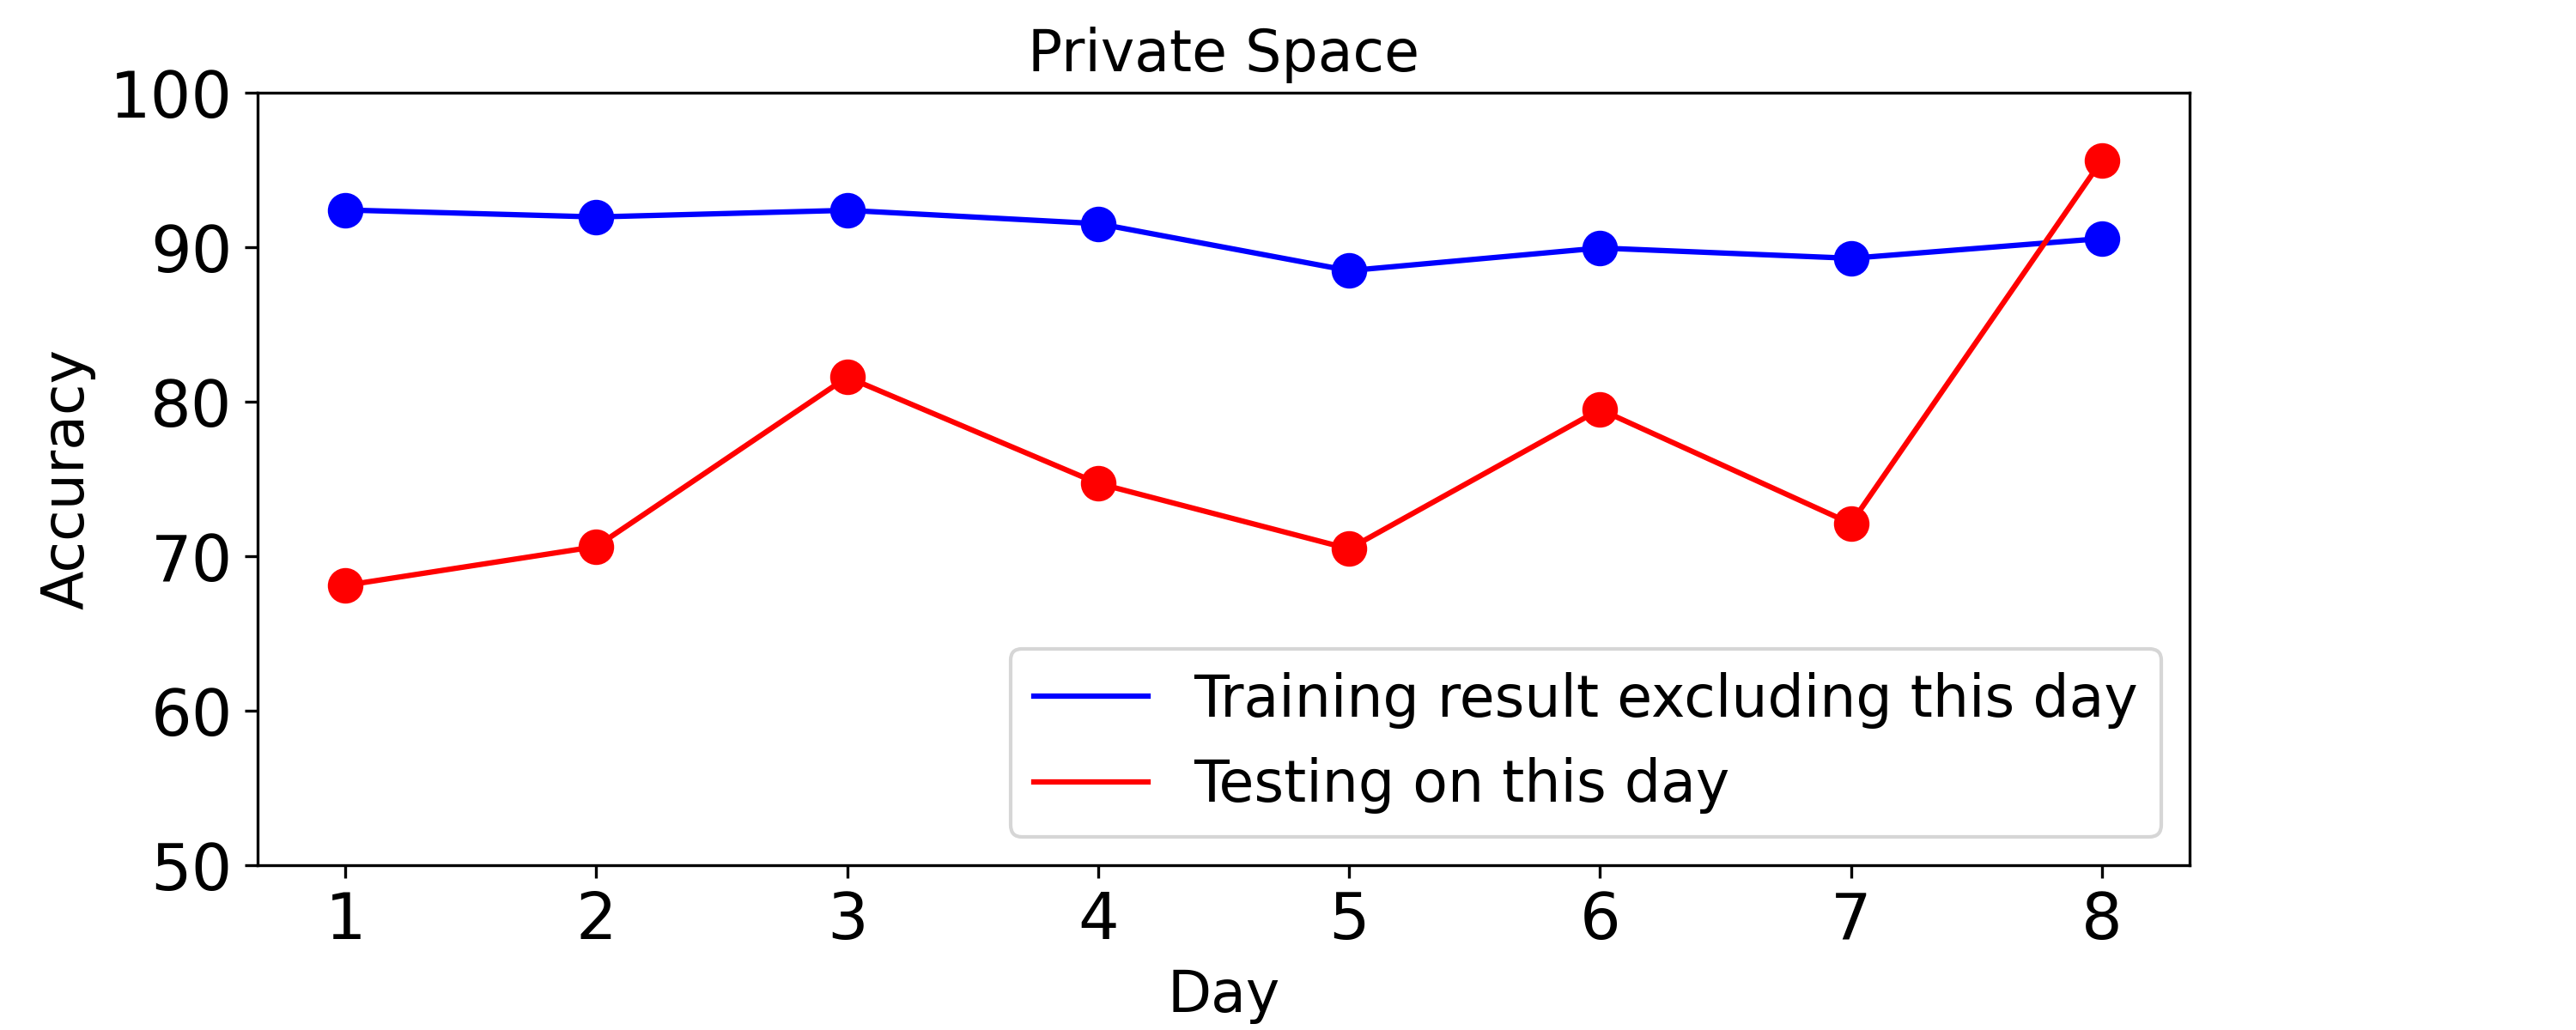 Private Space
100
90
80
70
60
50
Accuracy
Training result excluding this day
Testing on this day
1 2 3 4 5 6 7 8
Day